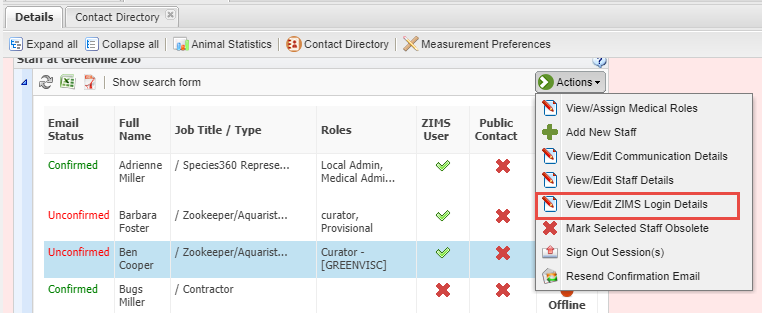 Details
Contact Directory
Expand all Collapse all Animal Statistics Contact Directory Measurement Preferences
Staff at Greenville Zoo
Show search form
Actions
Email Status Full Name Job Title / Type Roles ZIMS User Public Contact
Confirmed Adrienne Miller / Species360 Represe... Local Admin, Medical Admi...
Unconfirmed Barbara Foster / Zookeeper/Aquarist... curator, Provisional
Unconfirmed Ben Cooper / Zookeeper/Aquarist... Curator - [GREENVISC]
Confirmed Bugs Miller / Contractor
Offline
View/Assign Medical Roles
Add New Staff
View/Edit Communication Details
View/Edit Staff Details
View/Edit ZIMS Login Details
Mark Selected Staff Obsolete
Sign Out Session(s)
Resend Confirmation Email